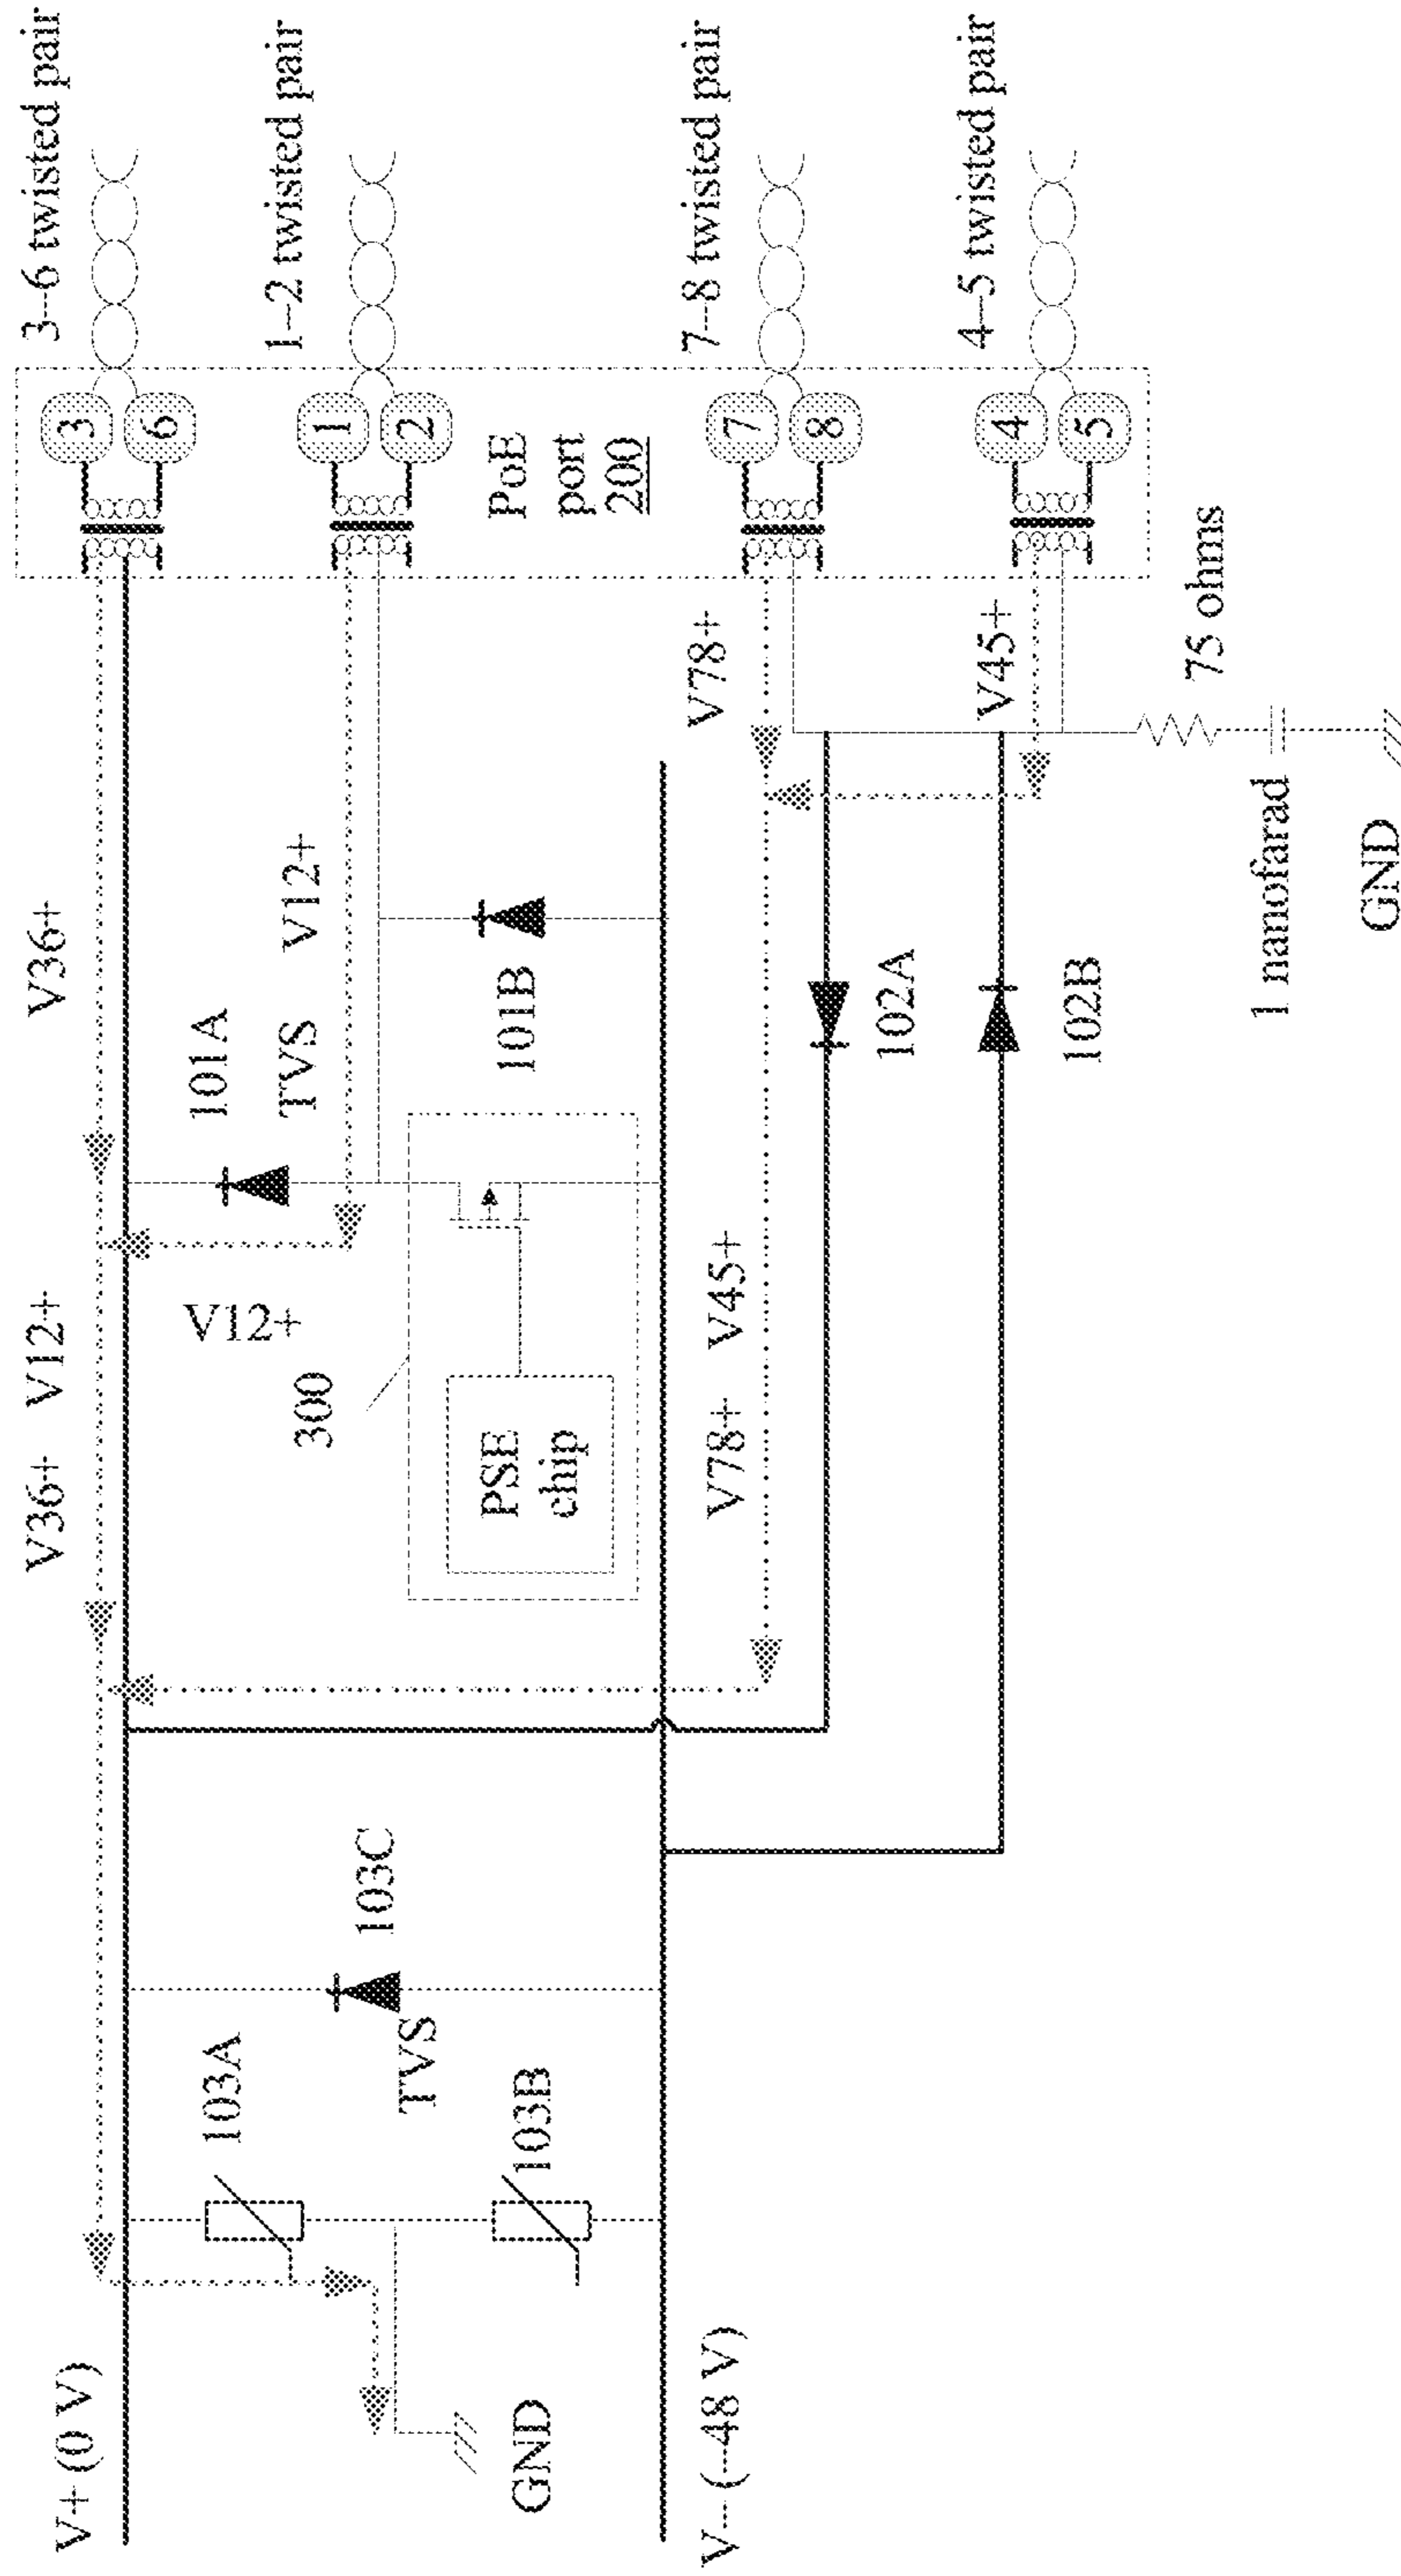 V+ (0 V)
V36+ V12+
V36+
3--6 twisted pair
3
6
103A
V12+
101A
TVS
V12+
1--2 twisted pair
1
2
300
103C
TVS
GND
103B
PSE
chip
101B
PoE
port
200
V--- (--48 V)
V78+ V45+
V78+
7--8 twisted pair
7
8
102A
102B
V45+
4--5 twisted pair
4
5
75 ohms
1 nanofarad
GND